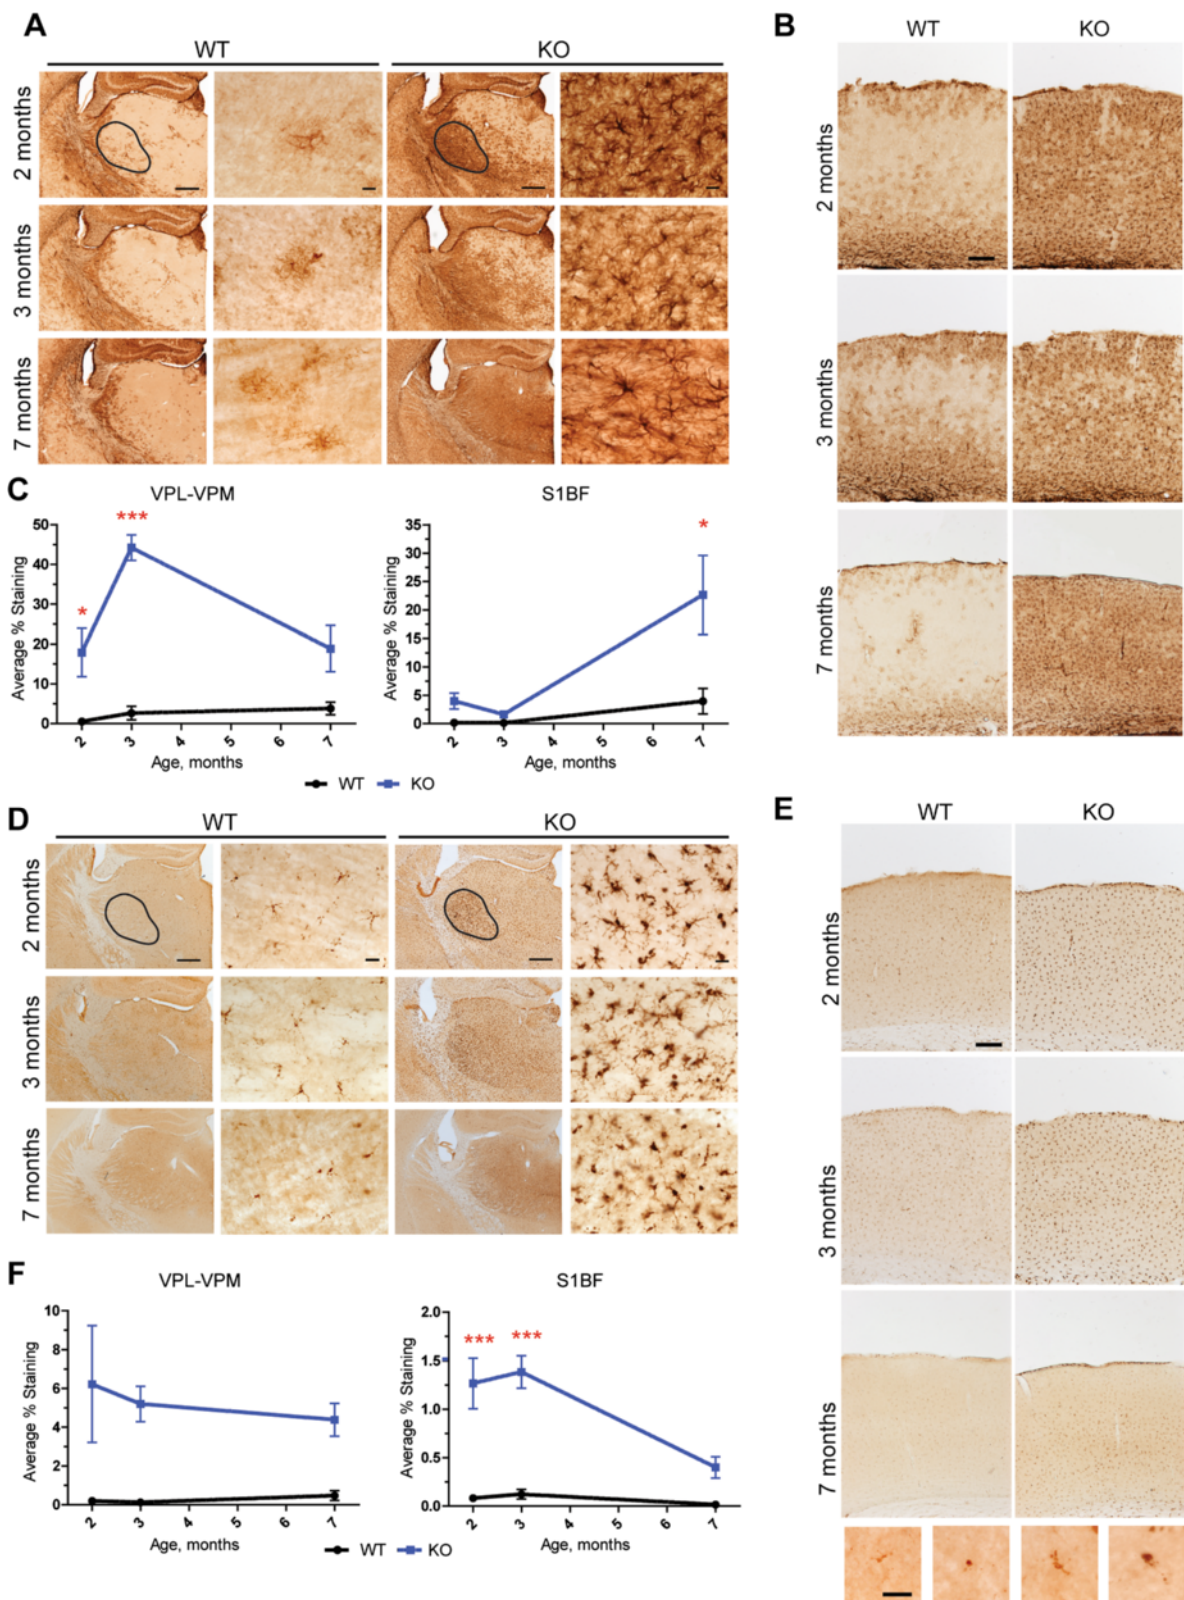 A
WT
KO
2 months
3 months
7 months
B
WT
KO
2 months
3 months
7 months
C
VPL-VPM
***
*
50
40
30
20
10
0
Average % Staining
2
3
4
5
6
7
Age, months
S1BF
*
35
30
25
20
15
10
5
0
Average % Staining
2
3
4
5
6
7
Age, months
WT
KO
D
WT
KO
2 months
3 months
7 months
E
WT
KO
2 months
3 months
7 months
F
VPL-VPM
10
8
6
4
2
0
Average % Staining
2
3
4
5
6
7
Age, months
S1BF
***
***
2.0
1.5
1.0
0.5
0.0
Average % Staining
2
3
4
5
6
7
Age, months
WT
KO